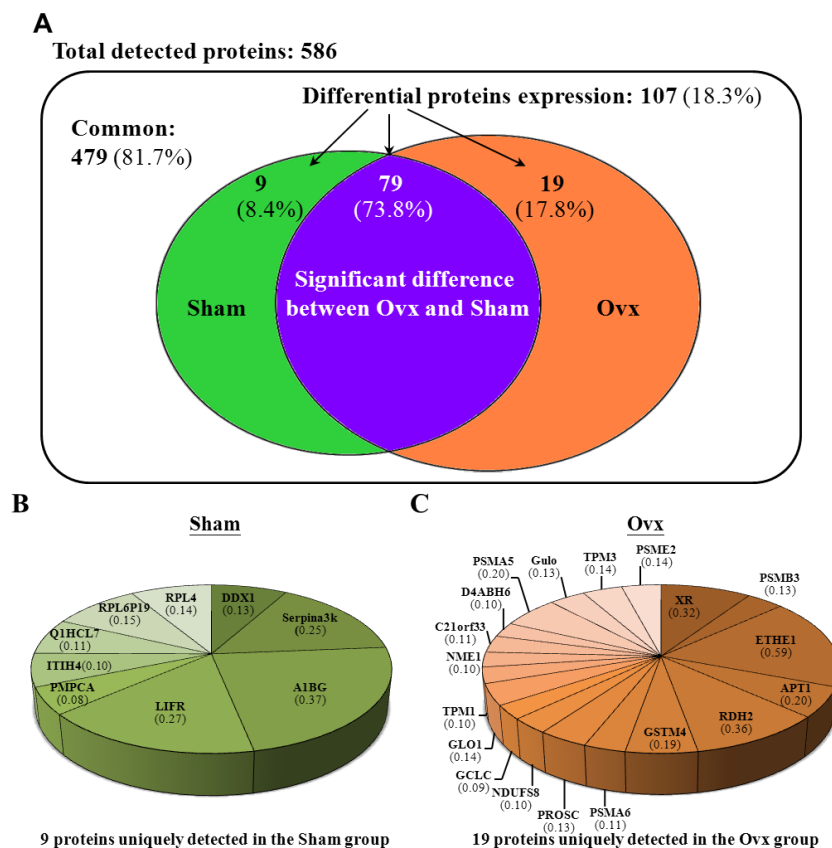 A
Total detected proteins: 586
Differential proteins expression: 107 (18.3%)
Common:
479 (81.7%)
9
(8.4%)
79
(73.8%)
19
(17.8%)
Significant difference
between Ovx and Sham
Sham
Ovx
B
Sham
DDX1
(0.13)
Serpina3k
(0.25)
A1BG
(0.37)
LIFR
(0.27)
PMPCA
(0.08)
ITIH4(0.10)
Q1HCL7
(0.11)
RPL6P19
(0.15)
RPL4
(0.14)
9 proteins uniquely detected in the Sham group
C
Ovx
XR
(0.32)
PSMB3
(0.13)
ETHE1
(0.59)
APT1
(0.20)
RDH2
(0.36)
GSTM4
(0.19)
PSMA6
(0.11)
PROSC
(0.13)
NDUFS8
(0.10)
GCLC
(0.09)
GLO1
(0.14)
TPM1
(0.10)
NME1
(0.10)
C21orf33
(0.11)
D4ABH6
(0.10)
PSMA5
(0.20)
Gulo
(0.13)
TPM3
(0.14)
PSME2
(0.14)
19 proteins uniquely detected in the Ovx group